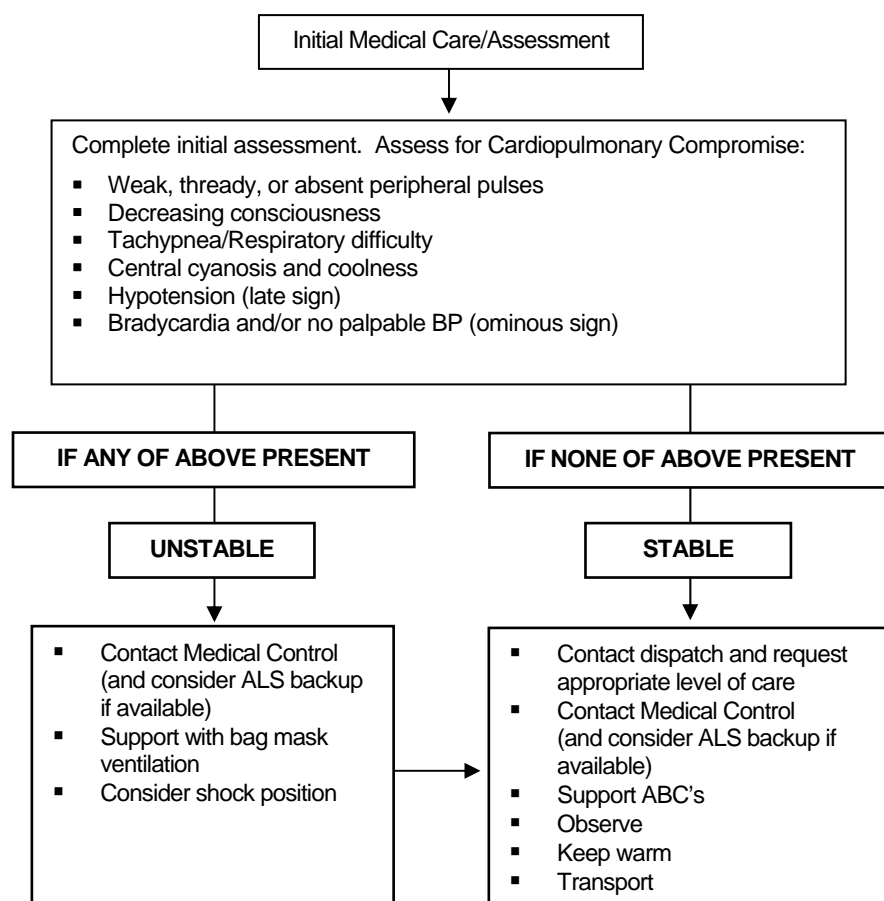 Initial Medical Care/Assessment
Complete initial assessment. Assess for Cardiopulmonary Compromise:
▪ Weak, thready, or absent peripheral pulses
▪ Decreasing consciousness
▪ Tachypnea/Respiratory difficulty
▪ Central cyanosis and coolness
▪ Hypotension (late sign)
▪ Bradycardia and/or no palpable BP (ominous sign)
IF ANY OF ABOVE PRESENT
IF NONE OF ABOVE PRESENT
UNSTABLE
STABLE
▪ Contact Medical Control
(and consider ALS backup
if available)
▪ Support with bag mask
ventilation
▪ Consider shock position
▪ Contact dispatch and request
appropriate level of care
▪ Contact Medical Control
(and consider ALS backup if
available)
▪ Support ABC’s
▪ Observe
▪ Keep warm
▪ Transport